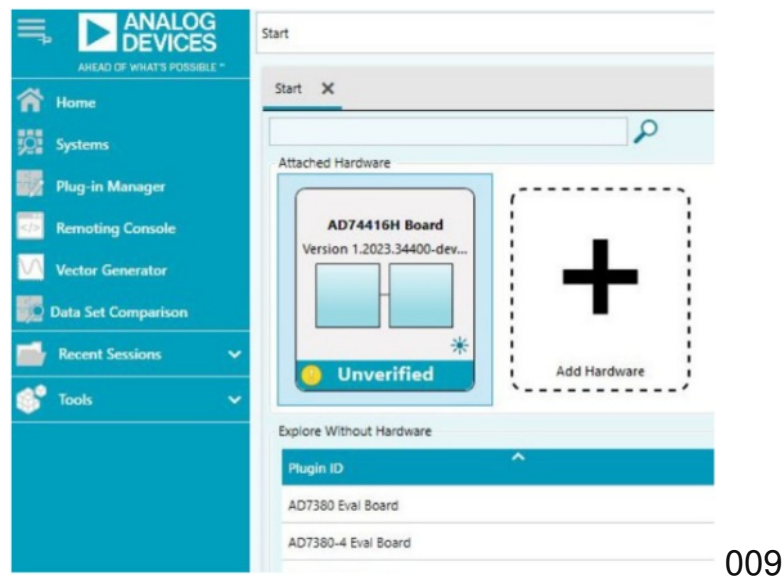 ANALOG
DEVICES
AHEAD OF WHAT'S POSSIBLE™
Home
Systems
Plug-in Manager
Remoting Console
Vector Generator
Data Set Comparison
Recent Sessions
Tools
Start
Start X
Attached Hardware
AD74416H Board
Version 1.2023.34400-dev...
Unverified
Add Hardware
Explore Without Hardware
Plugin ID
AD7380 Eval Board
AD7380-4 Eval Board
009